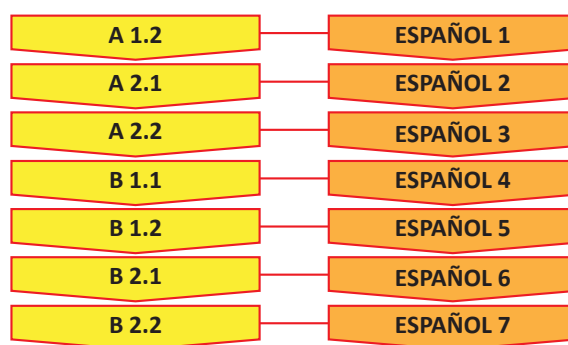 A 1.2 ESPAÑOL 1
A 2.1 ESPAÑOL 2
A 2.2 ESPAÑOL 3
B 1.1 ESPAÑOL 4
B 1.2 ESPAÑOL 5
B 2.1 ESPAÑOL 6
B 2.2 ESPAÑOL 7